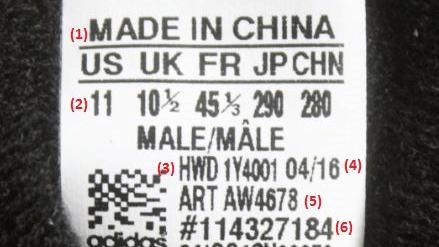 (1) MADE IN CHINA
US UK FR JP CHN
(2) 11 10½ 45⅓ 290 280
MALE/MÂLE
(3) HWD 1Y4001 04/16 (4)
ART AW4678 (5)
#114327184 (6)
adidas